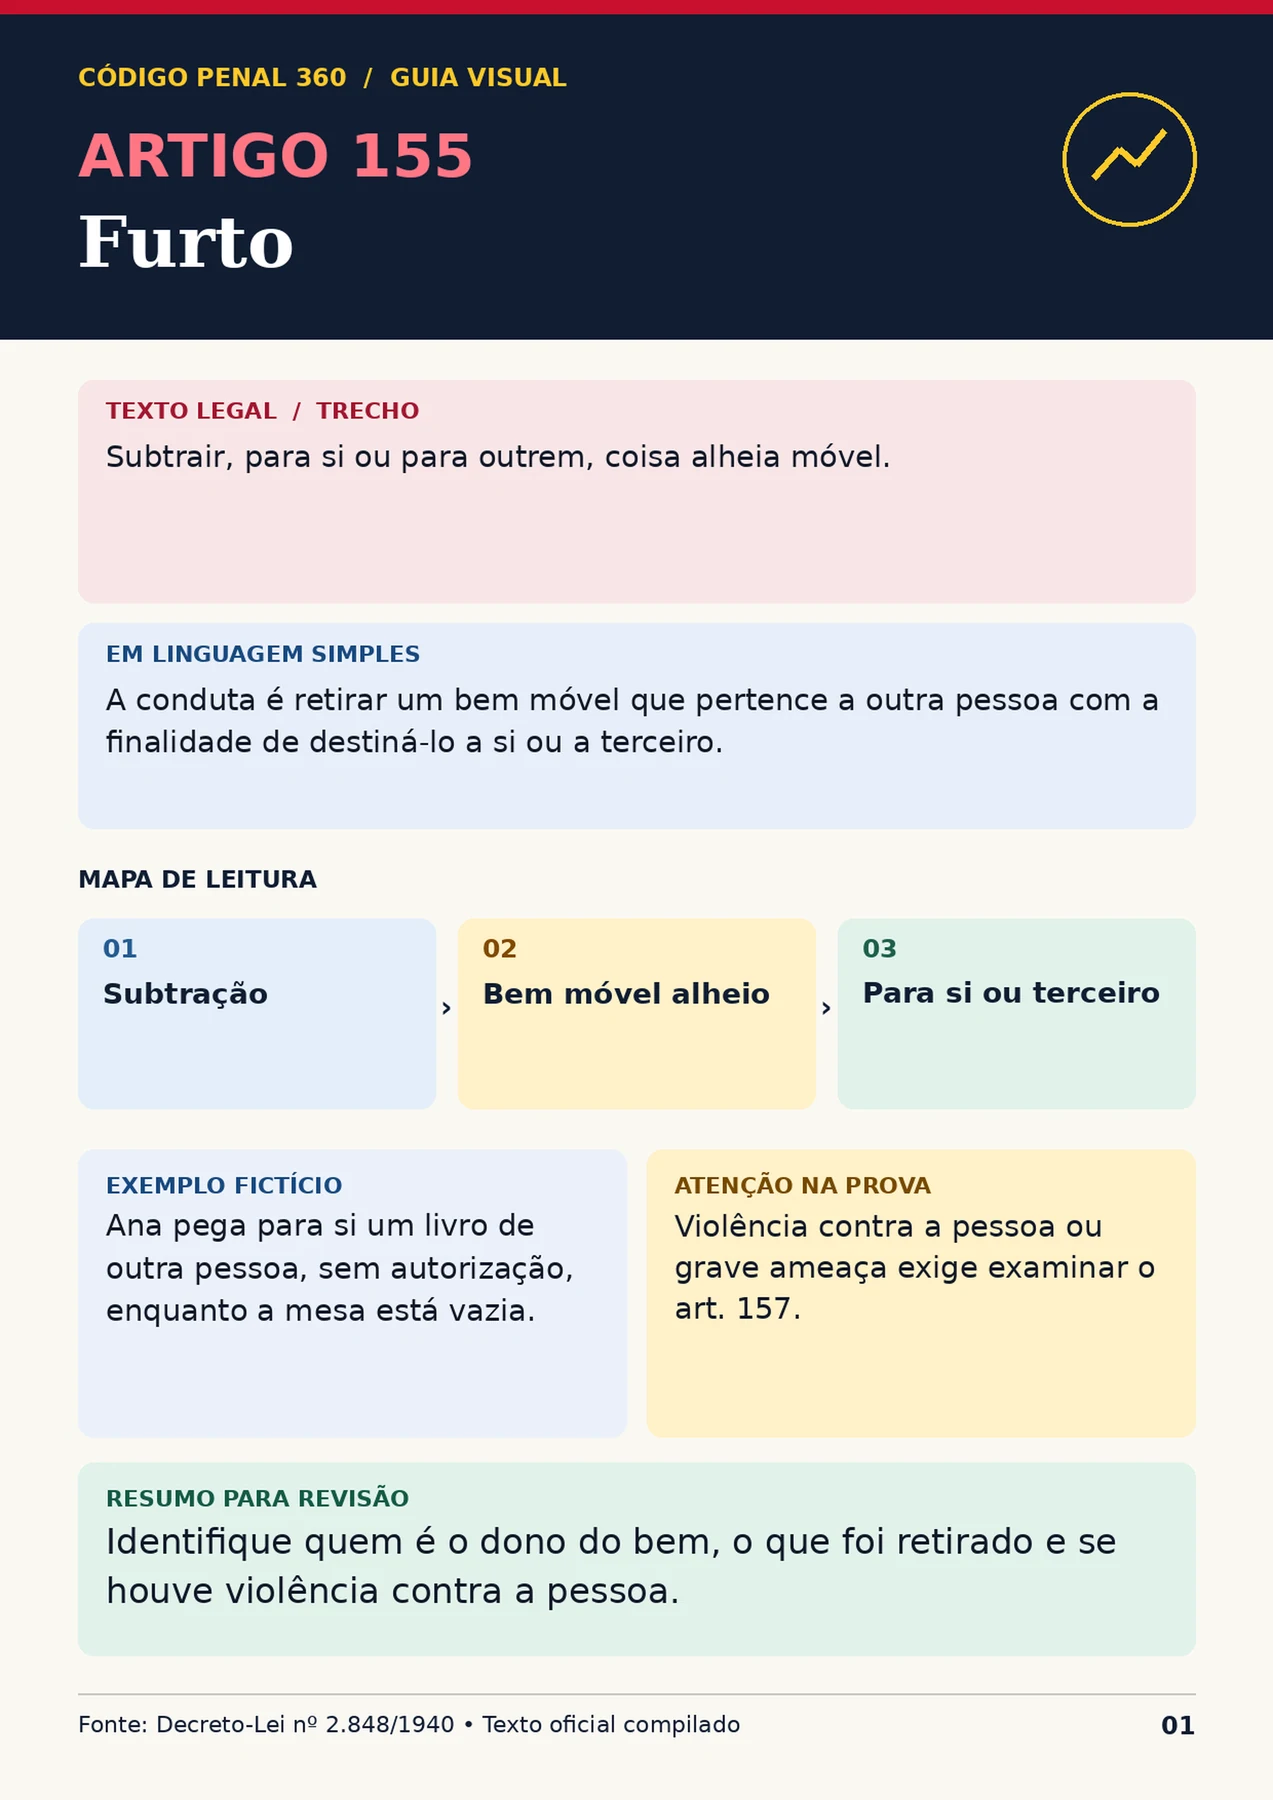 CÓDIGO PENAL 360 / GUIA VISUAL
ARTIGO 155
Furto
TEXTO LEGAL / TRECHO
Subtrair, para si ou para outrem, coisa alheia móvel.
EM LINGUAGEM SIMPLES
A conduta é retirar um bem móvel que pertence a outra pessoa com a
finalidade de destiná-lo a si ou a terceiro.
MAPA DE LEITURA
01
Subtração
›
02
Bem móvel alheio
›
03
Para si ou terceiro
EXEMPLO FICTÍCIO
Ana pega para si um livro de
outra pessoa, sem autorização,
enquanto a mesa está vazia.
ATENÇÃO NA PROVA
Violência contra a pessoa ou
grave ameaça exige examinar o
art. 157.
RESUMO PARA REVISÃO
Identifique quem é o dono do bem, o que foi retirado e se
houve violência contra a pessoa.
Fonte: Decreto-Lei nº 2.848/1940 • Texto oficial compilado
01